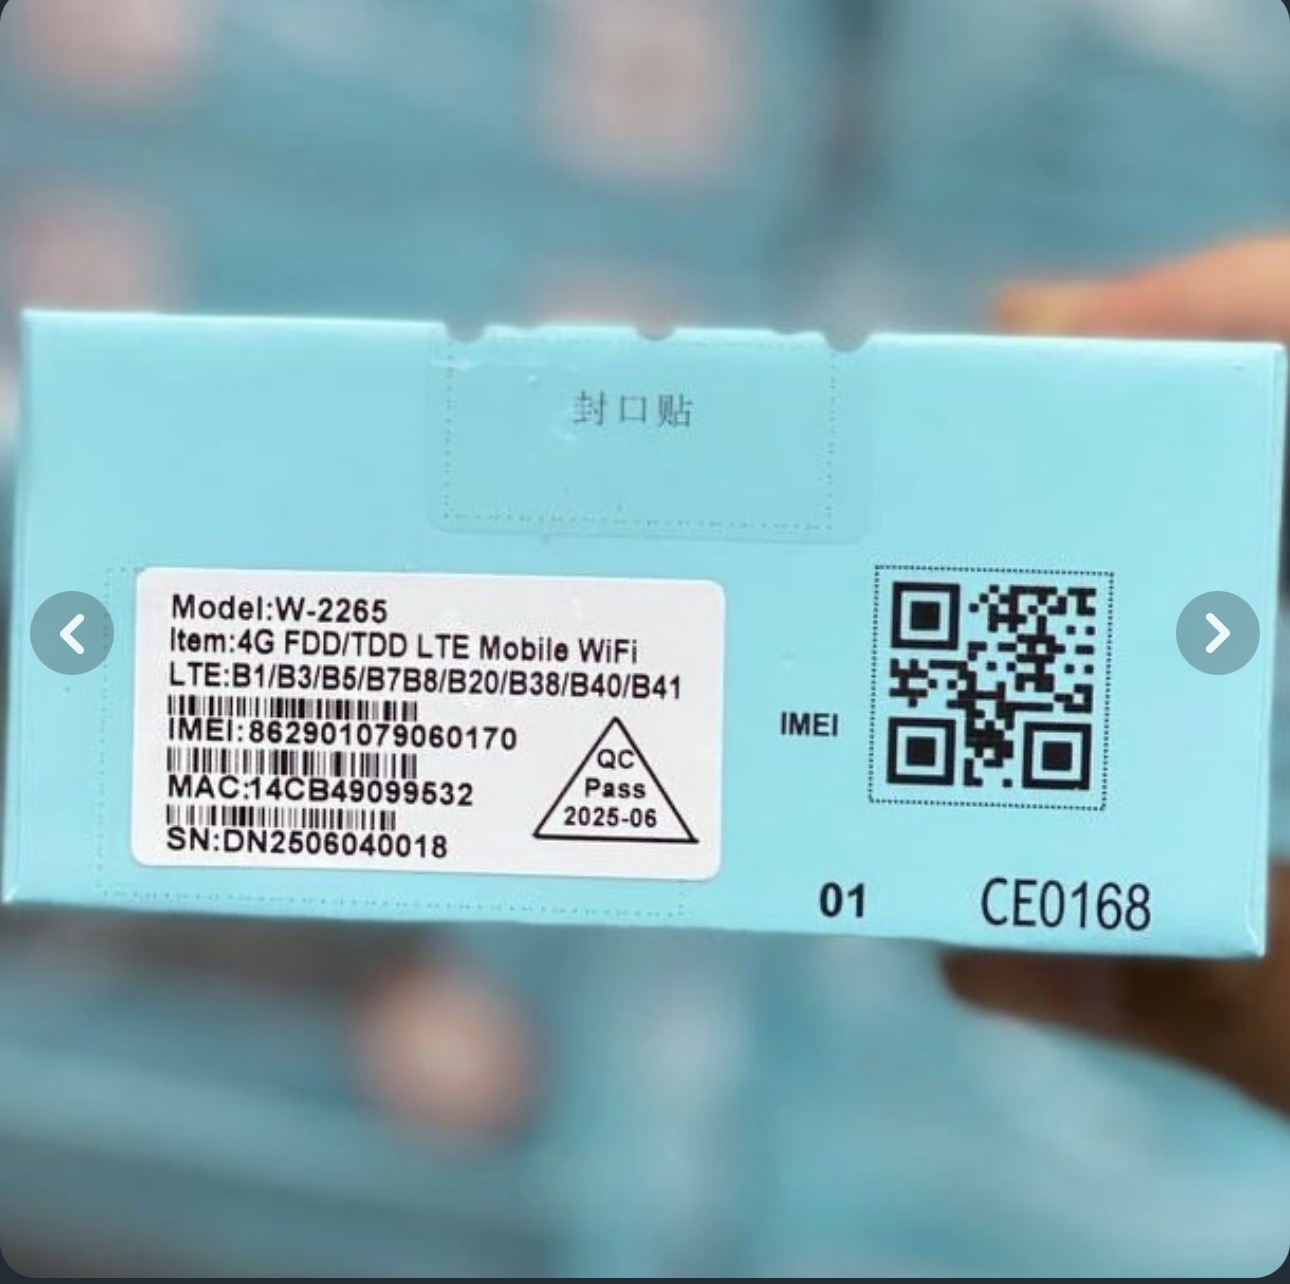 封口贴
Model:W-2265
Item:4G FDD/TDD LTE Mobile WiFi
LTE:B1/B3/B5/B7B8/B20/B38/B40/B41
IMEI:862901079060170
MAC:14CB49099532
SN:DN2506040018
QC
Pass
2025-06
IMEI
01
CE0168